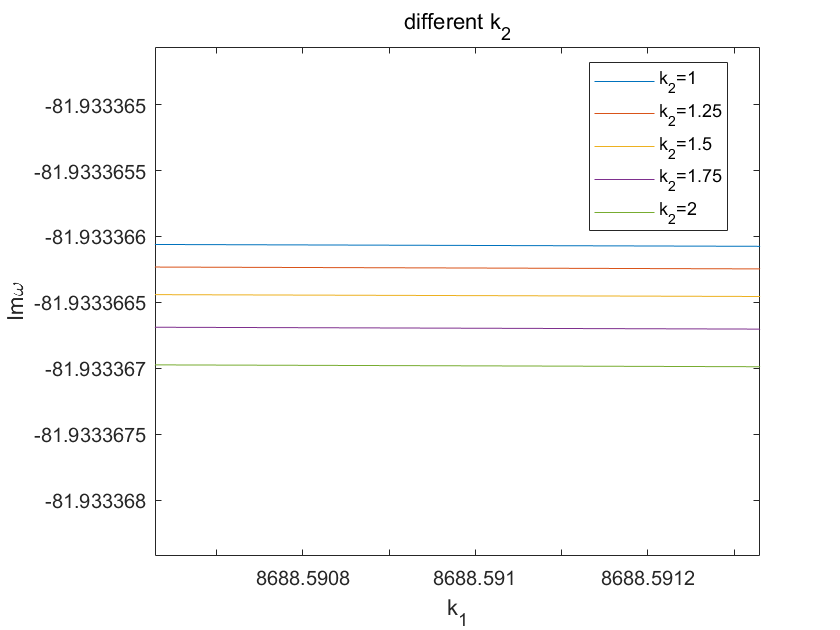 different k₂
k₂=1
k₂=1.25
k₂=1.5
k₂=1.75
k₂=2
-81.933365
-81.9333655
-81.933366
-81.9333665
-81.933367
-81.9333675
-81.933368
Imω
8688.5908 8688.591 8688.5912
k₁